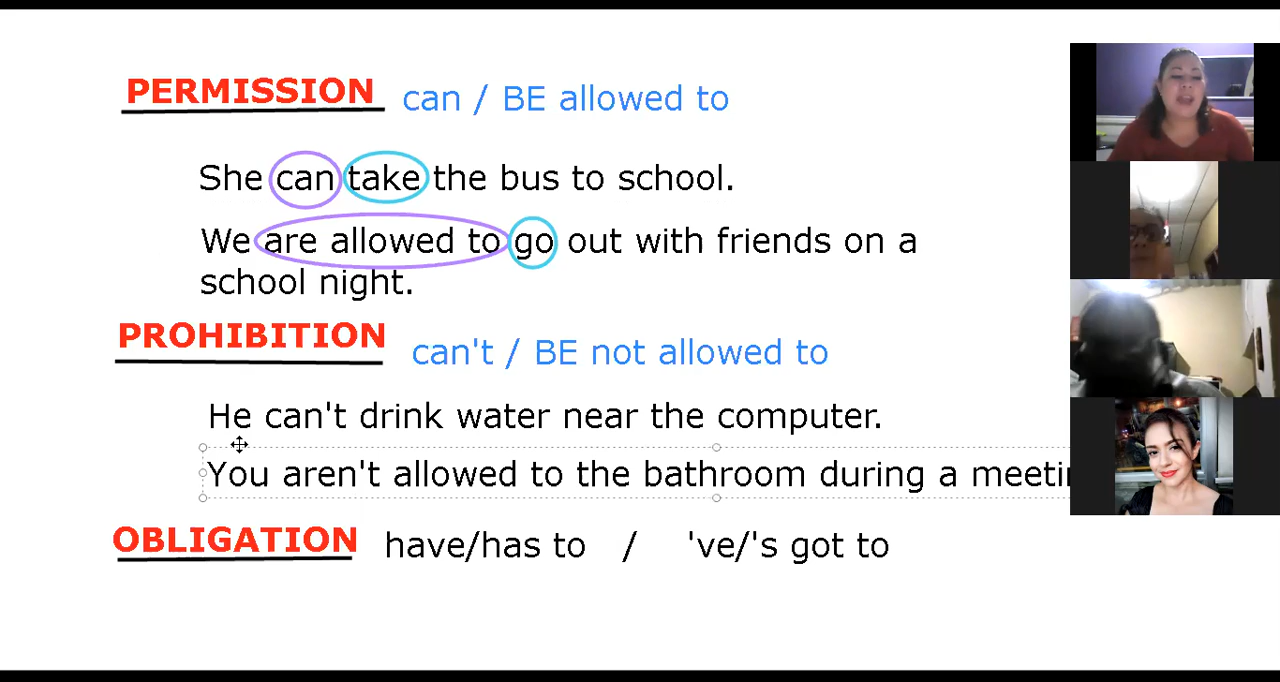 PERMISSION can / BE allowed to
She can take the bus to school.
We are allowed to go out with friends on a
school night.
PROHIBITION can't / BE not allowed to
He can't drink water near the computer.
You aren't allowed to the bathroom during a
OBLIGATION have/has to / 've/'s got to